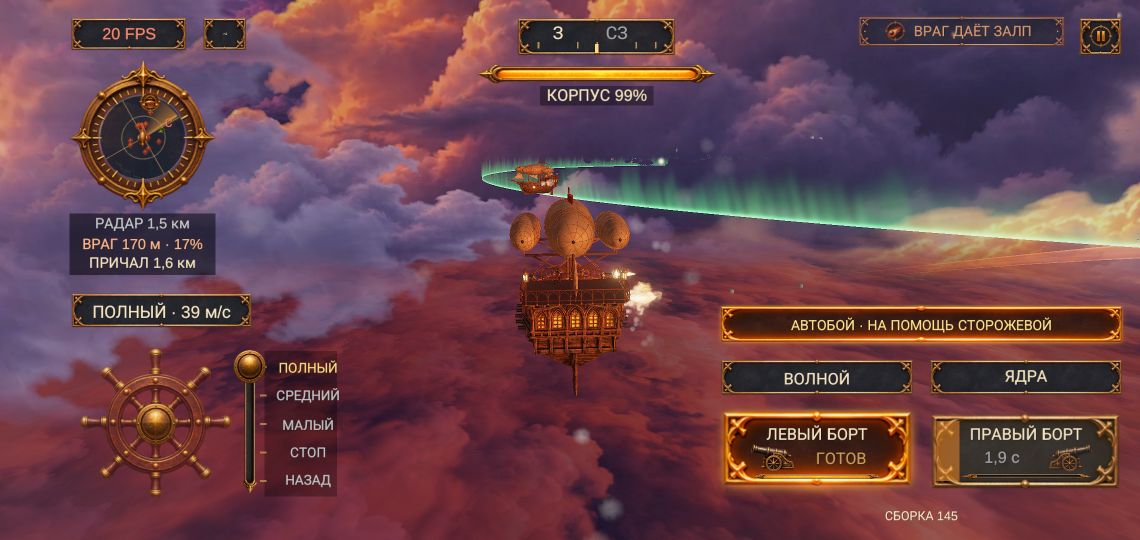 20 FPS
З СЗ
ВРАГ ДАЁТ ЗАЛП
КОРПУС 99%
РАДАР 1,5 км
ВРАГ 170 м · 17%
ПРИЧАЛ 1,6 км
ПОЛНЫЙ · 39 м/с
ПОЛНЫЙ
СРЕДНИЙ
МАЛЫЙ
СТОП
НАЗАД
АВТОБОЙ · НА ПОМОЩЬ СТОРОЖЕВОЙ
ВОЛНОЙ
ЯДРА
ЛЕВЫЙ БОРТ
ГОТОВ
ПРАВЫЙ БОРТ
1,9 с
СБОРКА 145